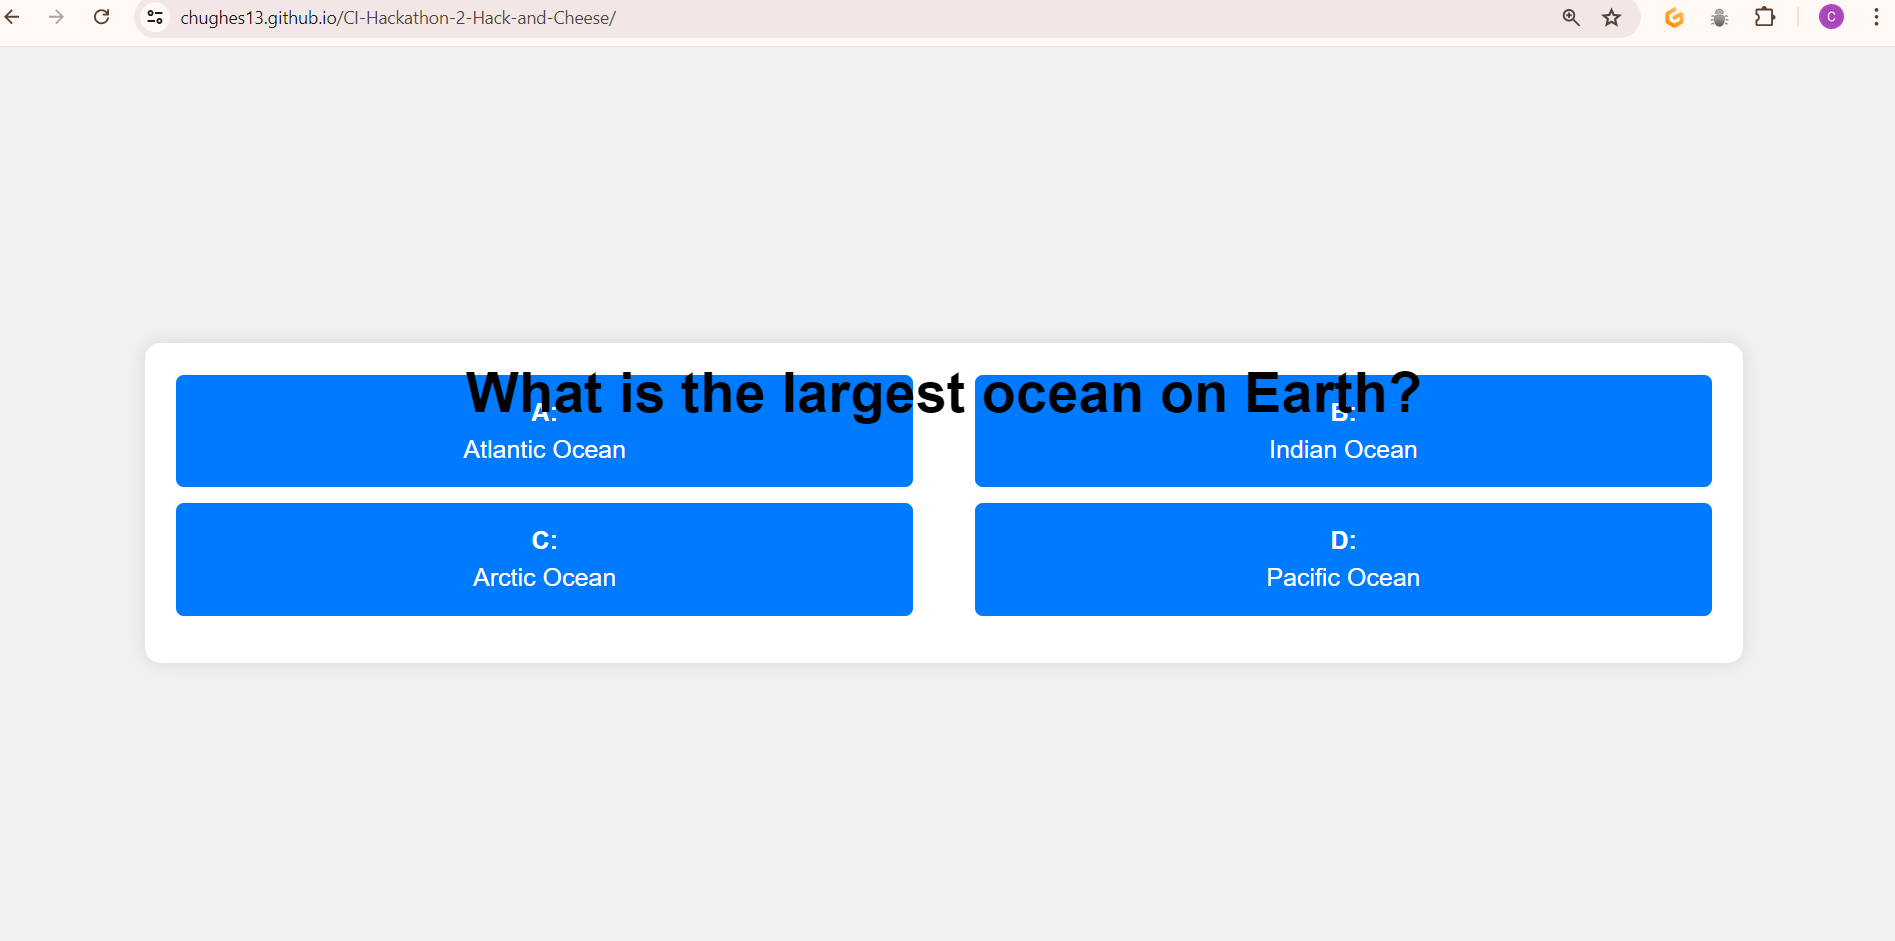 chughes13.github.io/CI-Hackathon-2-Hack-and-Cheese/
C
What is the largest ocean on Earth?
A:
Atlantic Ocean
B:
Indian Ocean
C:
Arctic Ocean
D:
Pacific Ocean